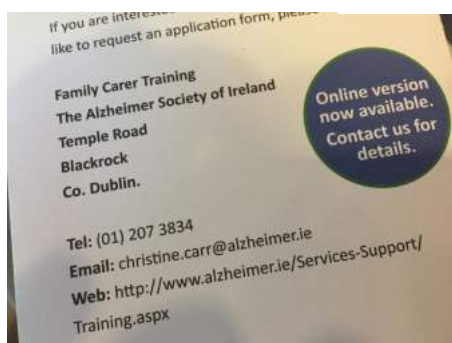 If you are interested
like to request an application form, please
Family Carer Training
The Alzheimer Society of Ireland
Temple Road
Blackrock
Co. Dublin.
Online version
now available.
Contact us for
details.
Tel: (01) 207 3834
Email: christine.carr@alzheimer.ie
Web: http://www.alzheimer.ie/Services-Support/
Training.aspx